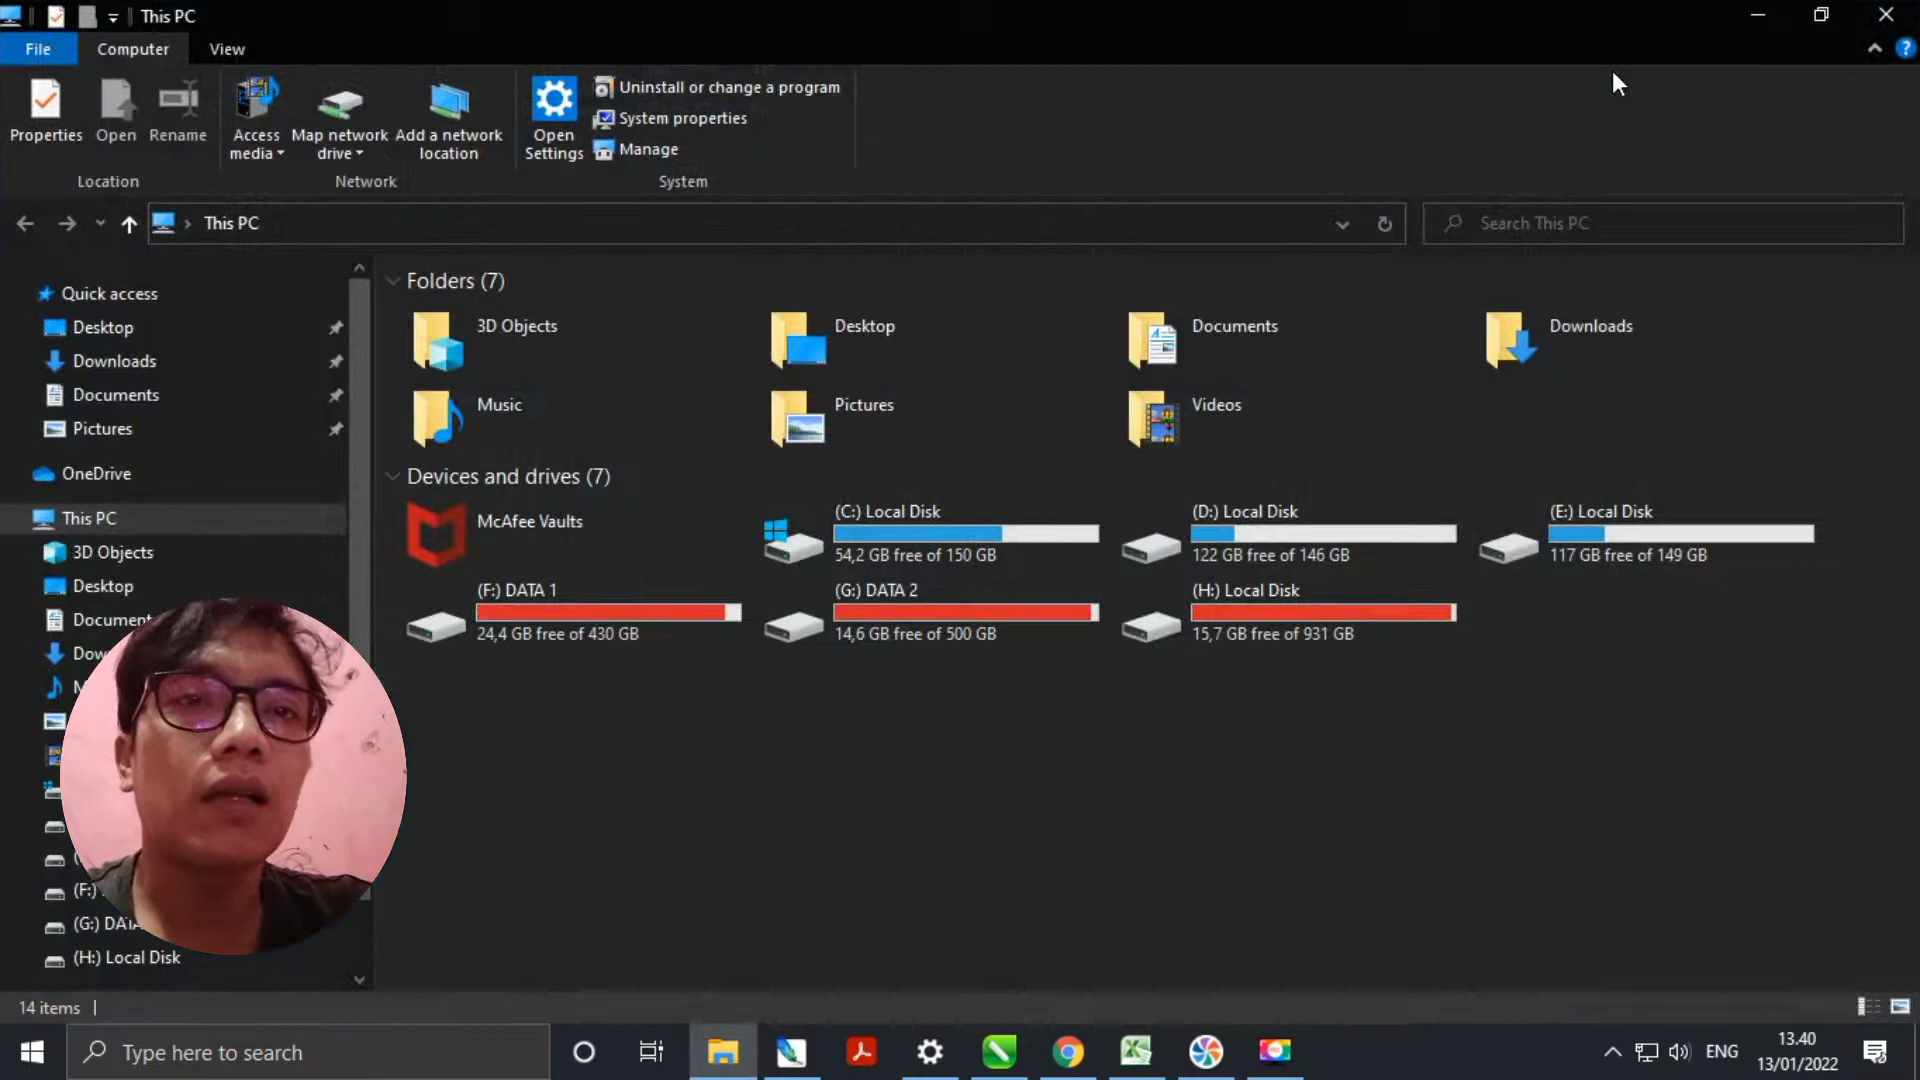 This PC
File
Computer
View
Properties
Open
Rename
Access media
Map network drive
Add a network location
Open Settings
Uninstall or change a program
System properties
Manage
Location
Network
System
This PC
Search This PC
Quick access
Desktop
Downloads
Documents
Pictures
OneDrive
This PC
3D Objects
Desktop
Document
Dow
(F:)
(G:) DATA
(H:) Local Disk
Folders (7)
3D Objects
Desktop
Documents
Downloads
Music
Pictures
Videos
Devices and drives (7)
McAfee Vaults
(C:) Local Disk
54,2 GB free of 150 GB
(D:) Local Disk
122 GB free of 146 GB
(E:) Local Disk
117 GB free of 149 GB
(F:) DATA 1
24,4 GB free of 430 GB
(G:) DATA 2
14,6 GB free of 500 GB
(H:) Local Disk
15,7 GB free of 931 GB
14 items
Type here to search
ENG
13.40
13/01/2022